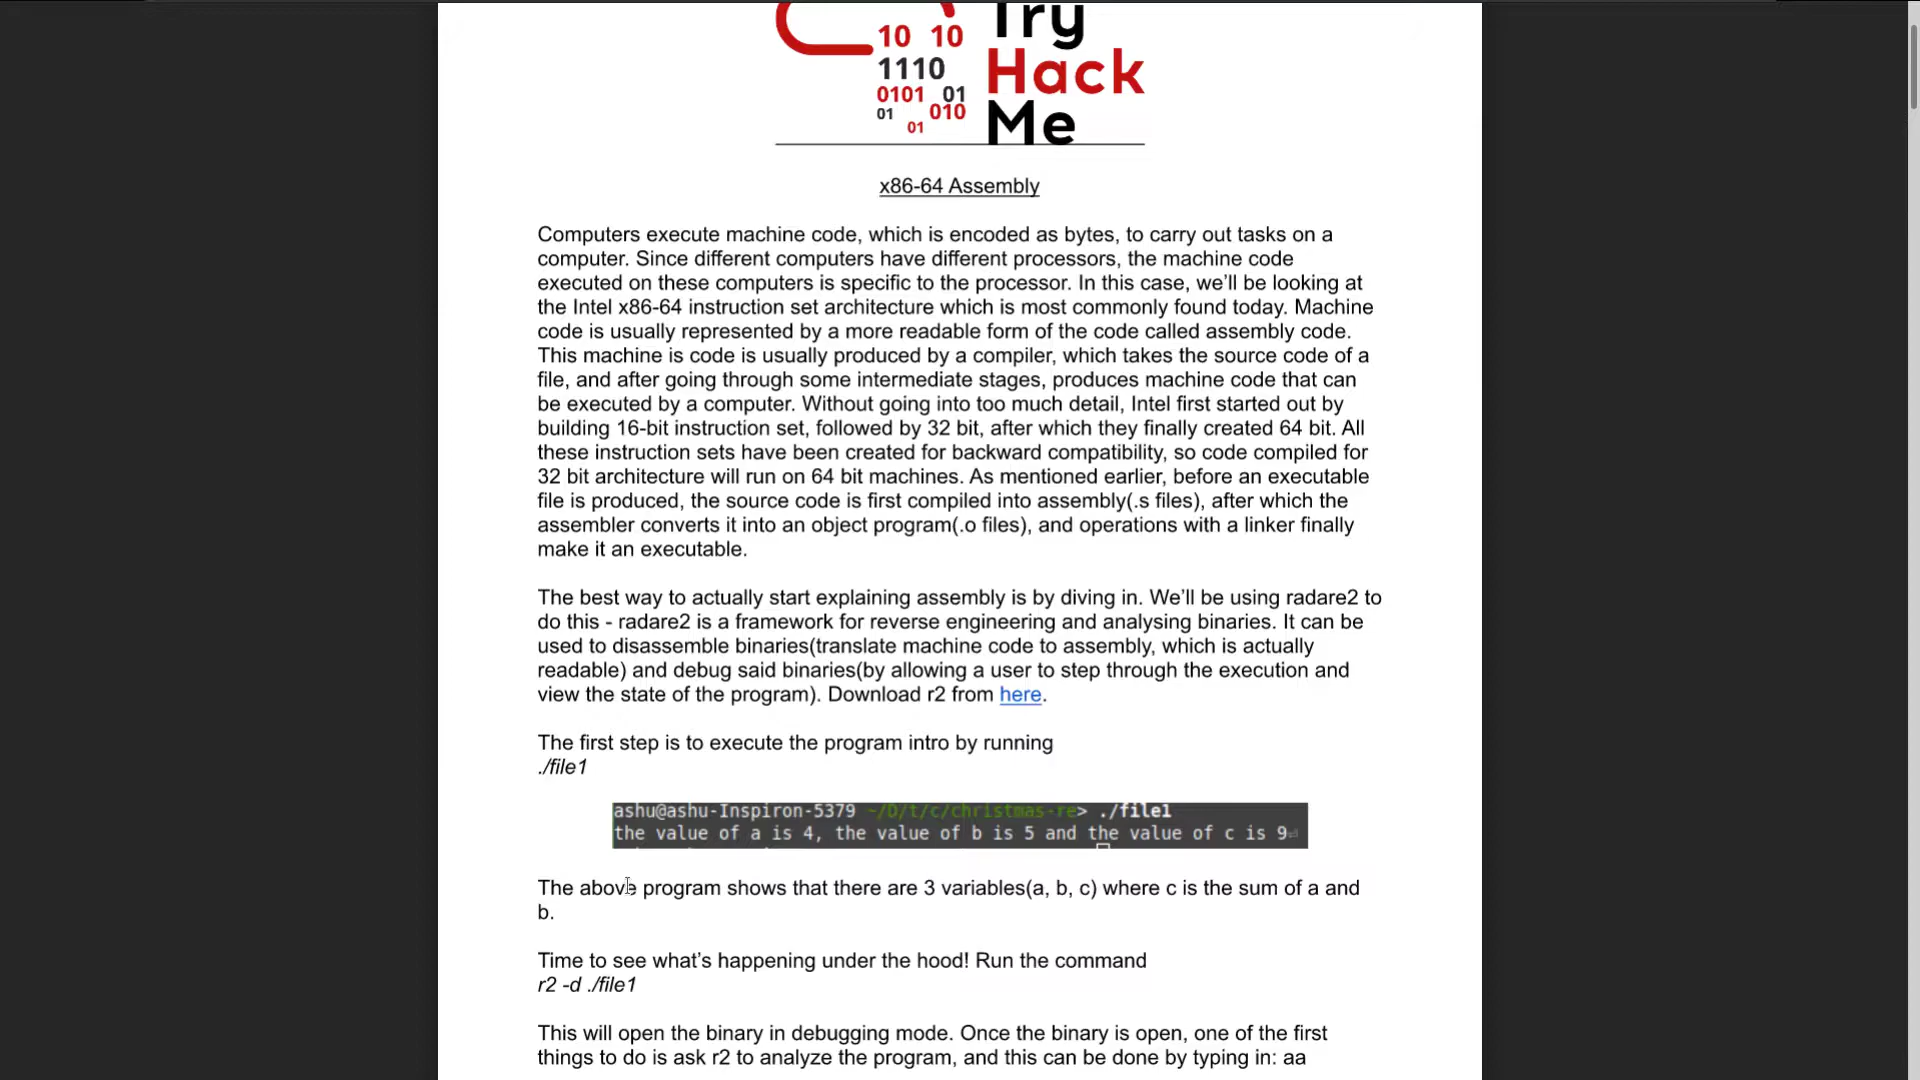 Try
10 10
Hack
1110
0101 01
01 010
01
Me
x86-64 Assembly
Computers execute machine code, which is encoded as bytes, to carry out tasks on a
computer. Since different computers have different processors, the machine code
executed on these computers is specific to the processor. In this case, we’ll be looking at
the Intel x86-64 instruction set architecture which is most commonly found today. Machine
code is usually represented by a more readable form of the code called assembly code.
This machine is code is usually produced by a compiler, which takes the source code of a
file, and after going through some intermediate stages, produces machine code that can
be executed by a computer. Without going into too much detail, Intel first started out by
building 16-bit instruction set, followed by 32 bit, after which they finally created 64 bit. All
these instruction sets have been created for backward compatibility, so code compiled for
32 bit architecture will run on 64 bit machines. As mentioned earlier, before an executable
file is produced, the source code is first compiled into assembly(.s files), after which the
assembler converts it into an object program(.o files), and operations with a linker finally
make it an executable.
The best way to actually start explaining assembly is by diving in. We’ll be using radare2 to
do this - radare2 is a framework for reverse engineering and analysing binaries. It can be
used to disassemble binaries(translate machine code to assembly, which is actually
readable) and debug said binaries(by allowing a user to step through the execution and
view the state of the program). Download r2 from here.
The first step is to execute the program intro by running
./file1
ashu@ashu-Inspiron-5379 ~/D/t/c/christmas-re> ./file1
the value of a is 4, the value of b is 5 and the value of c is 9⏎
The above program shows that there are 3 variables(a, b, c) where c is the sum of a and
b.
Time to see what’s happening under the hood! Run the command
r2 -d ./file1
This will open the binary in debugging mode. Once the binary is open, one of the first
things to do is ask r2 to analyze the program, and this can be done by typing in: aa